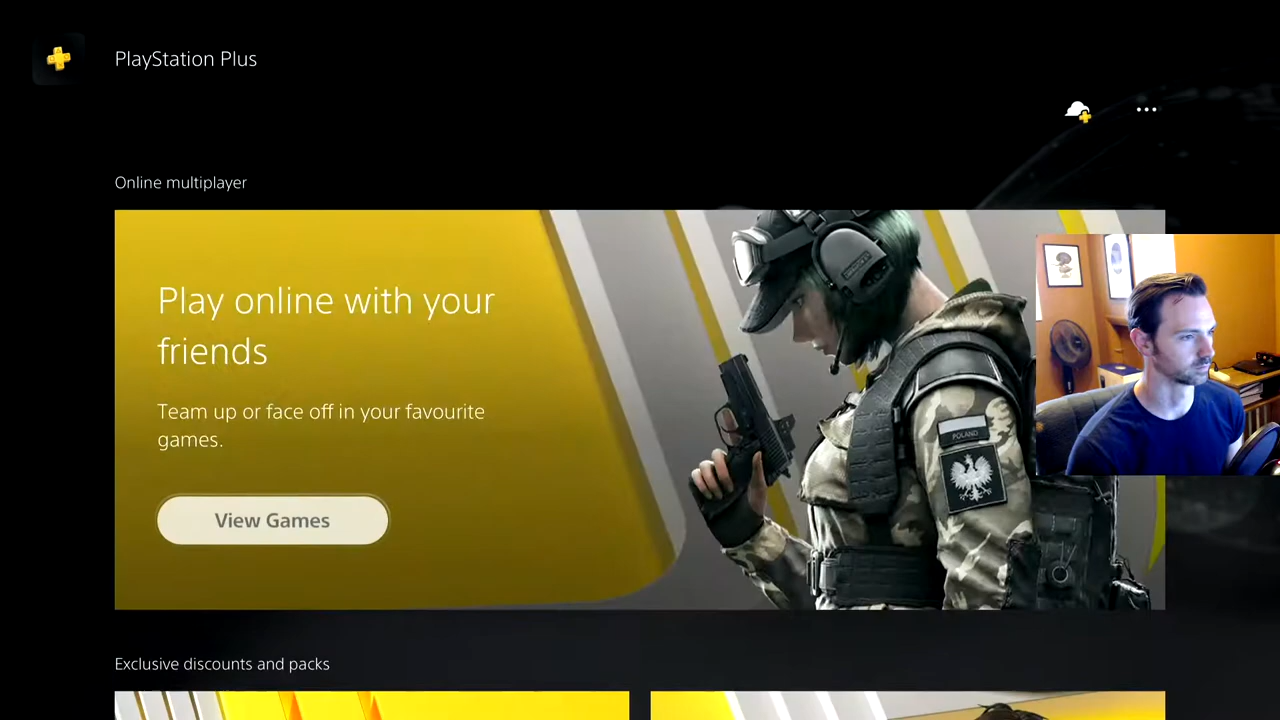 PlayStation Plus
Online multiplayer
Play online with your
friends
Team up or face off in your favourite
games.
View Games
POLAND
Exclusive discounts and packs